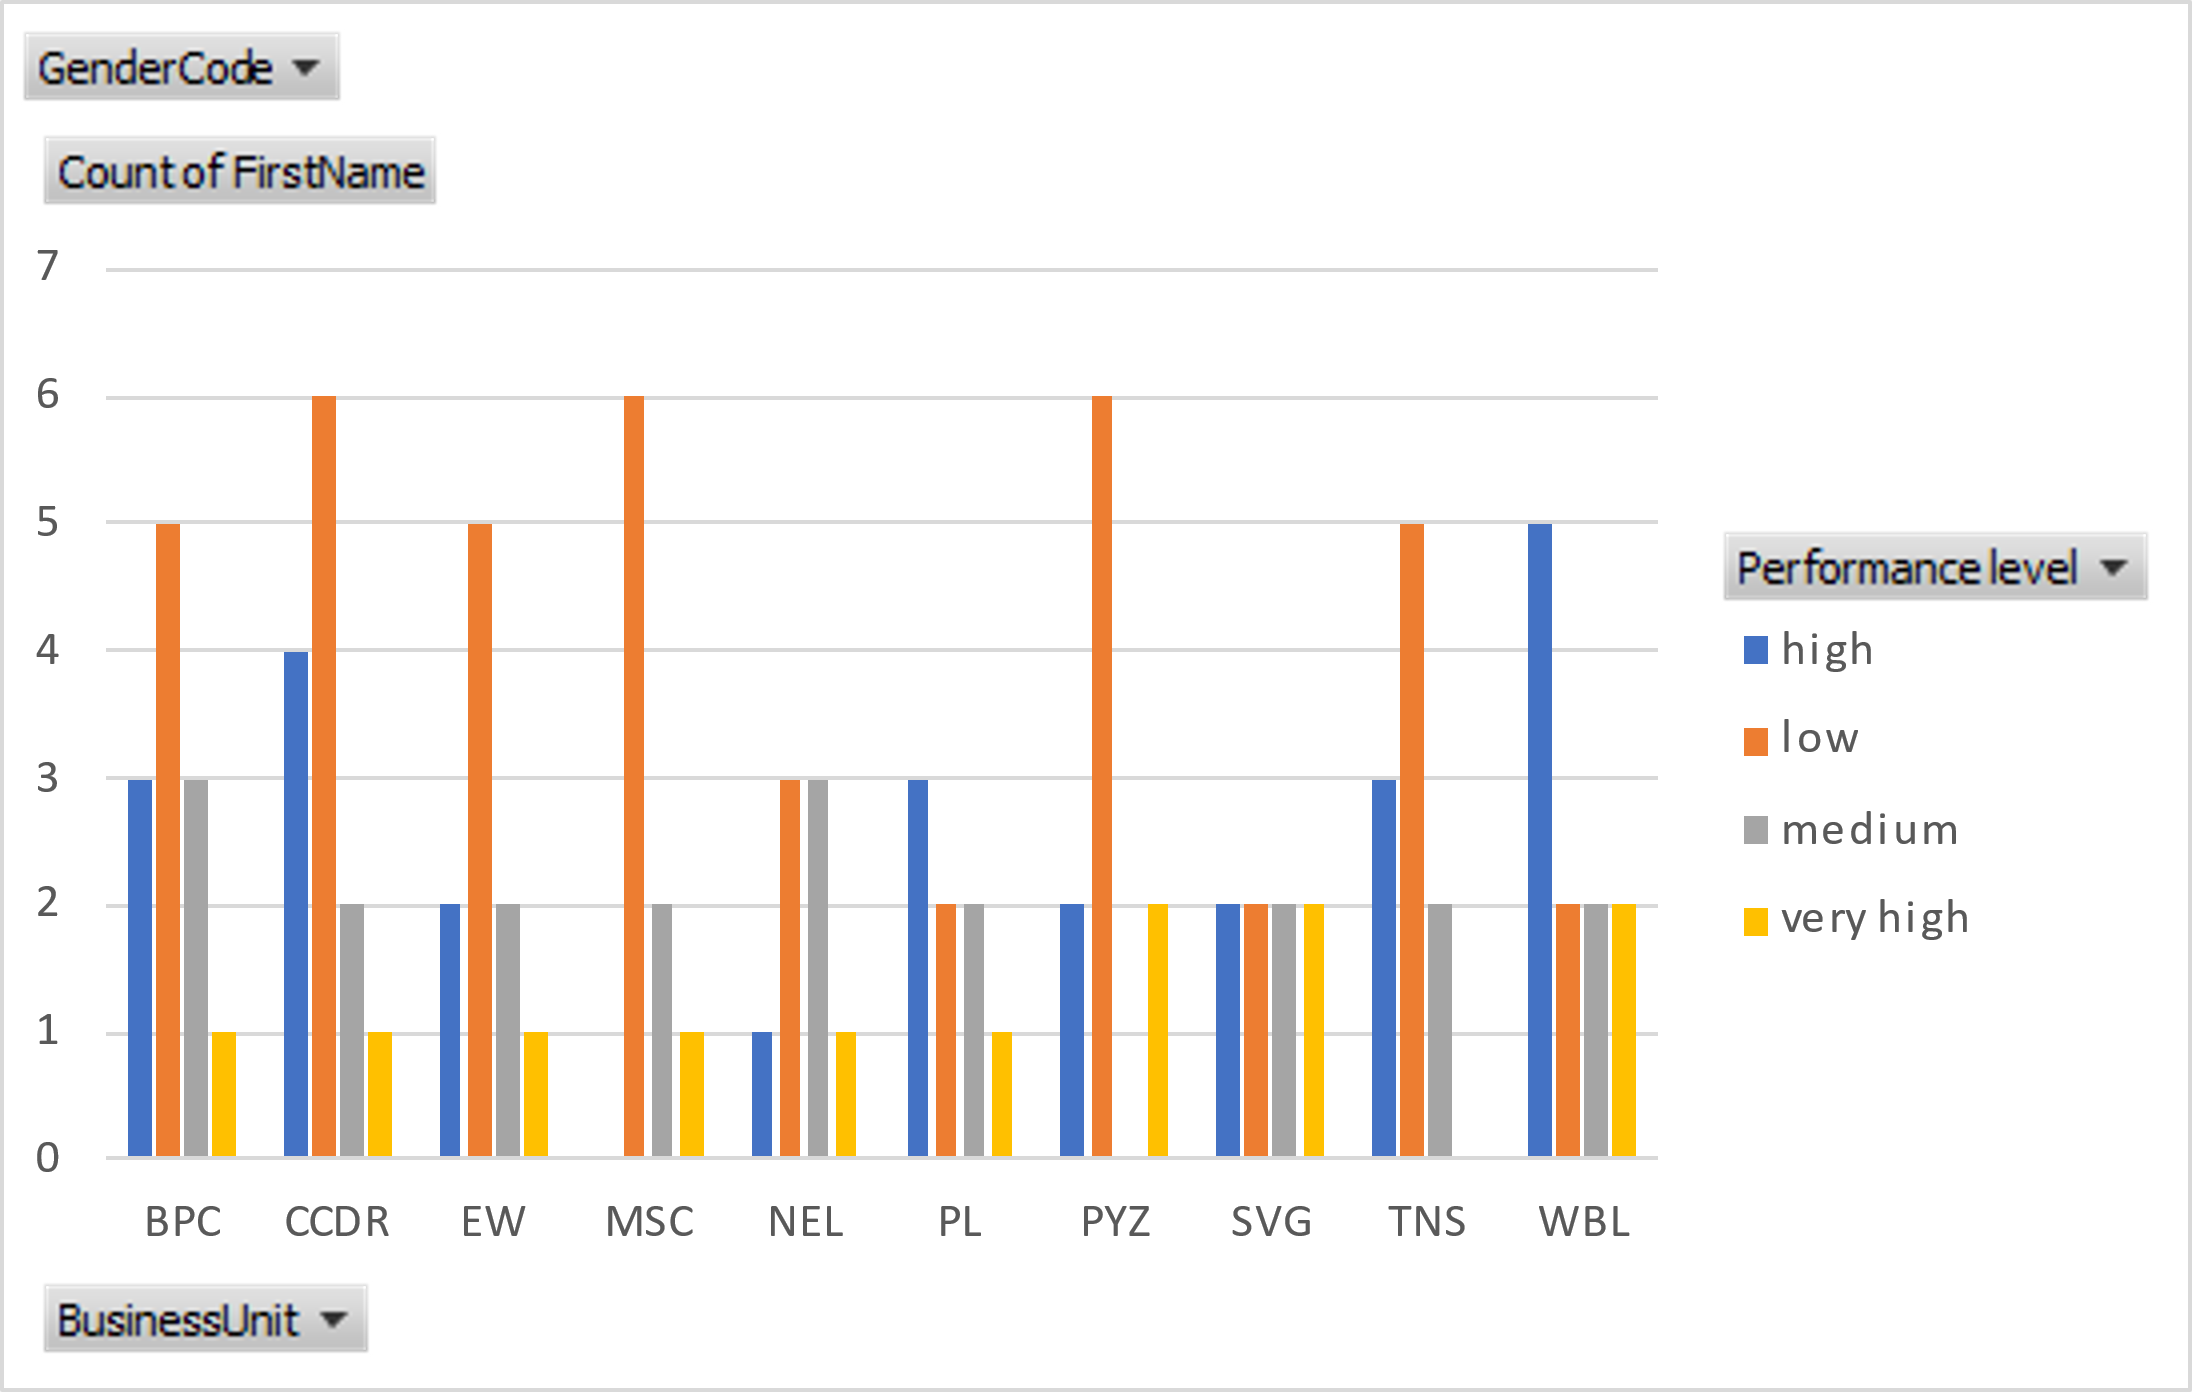 GenderCode
Count of FirstName
7
6
5
4
3
2
1
0
BPC CCDR EW MSC NEL PL PYZ SVG TNS WBL
Performance level
high
low
medium
very high
BusinessUnit